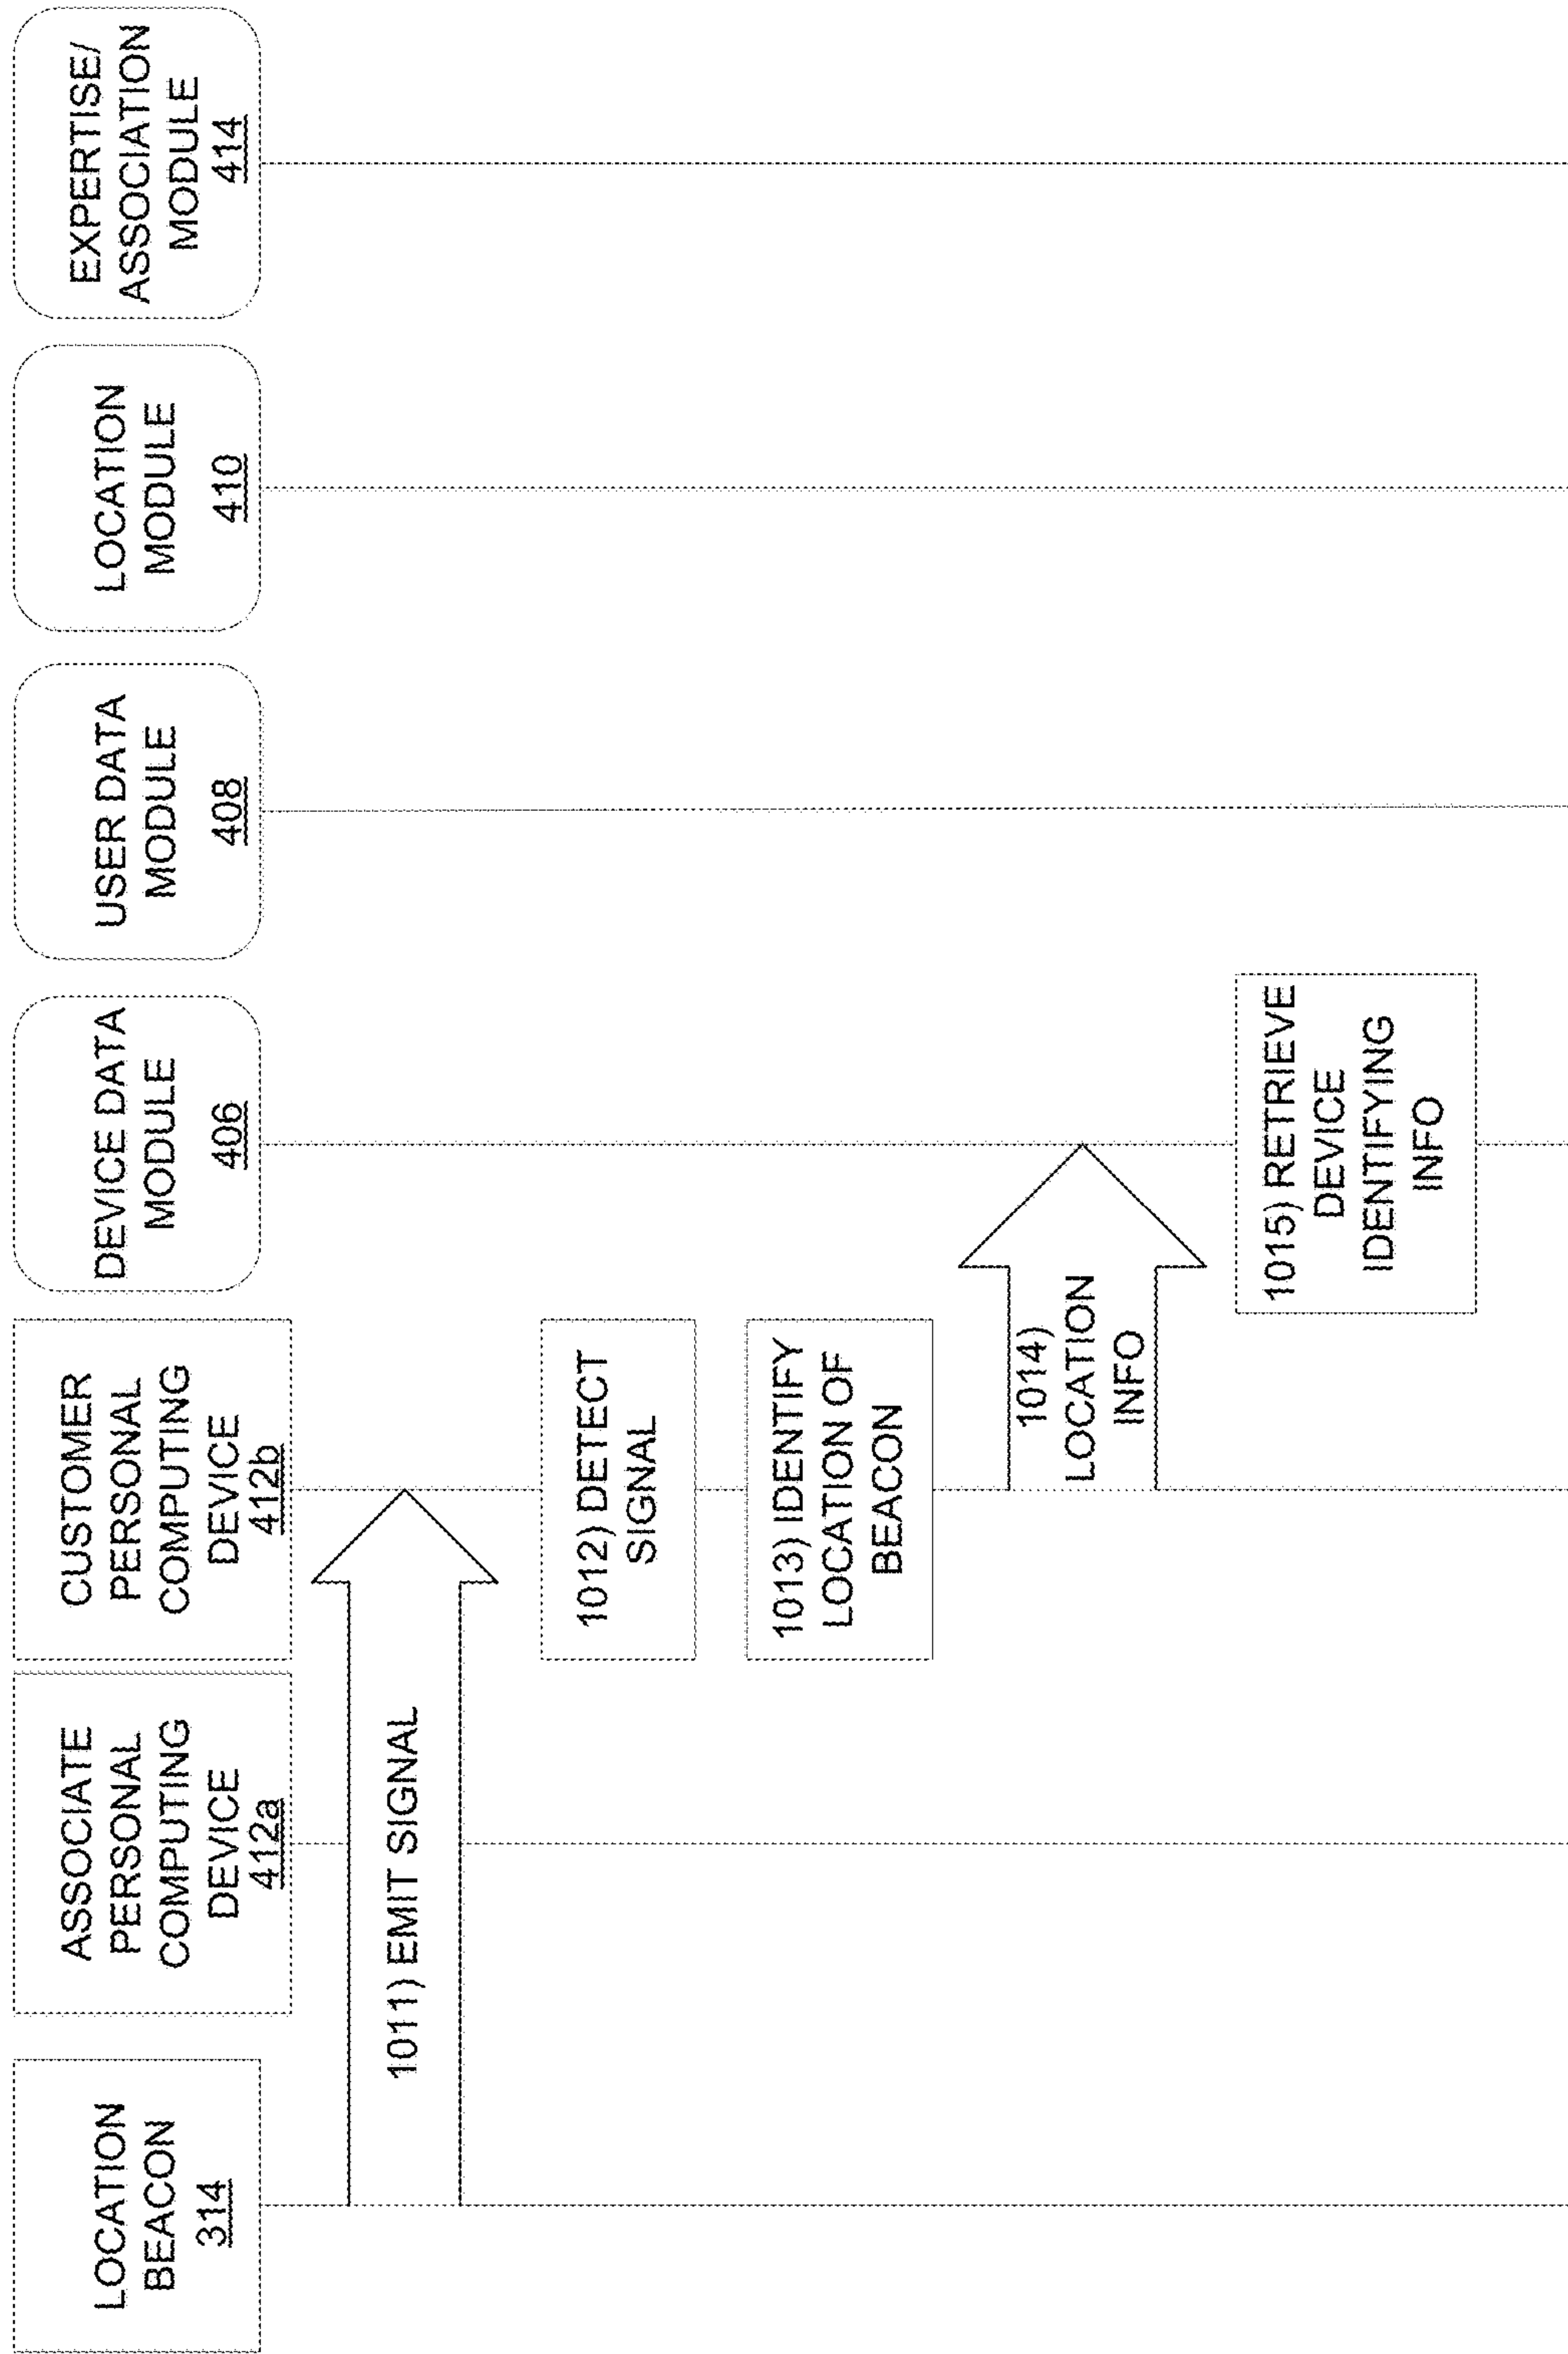 LOCATION
BEACON
314
ASSOCIATE
PERSONAL
COMPUTING
DEVICE
412a
CUSTOMER
PERSONAL
COMPUTING
DEVICE
412b
DEVICE DATA
MODULE
406
USER DATA
MODULE
408
LOCATION
MODULE
410
EXPERTISE/
ASSOCIATION
MODULE
414
1011) EMIT SIGNAL
1012) DETECT
SIGNAL
1013) IDENTIFY
LOCATION OF
BEACON
1014)
LOCATION
INFO
1015) RETRIEVE
DEVICE
IDENTIFYING
INFO